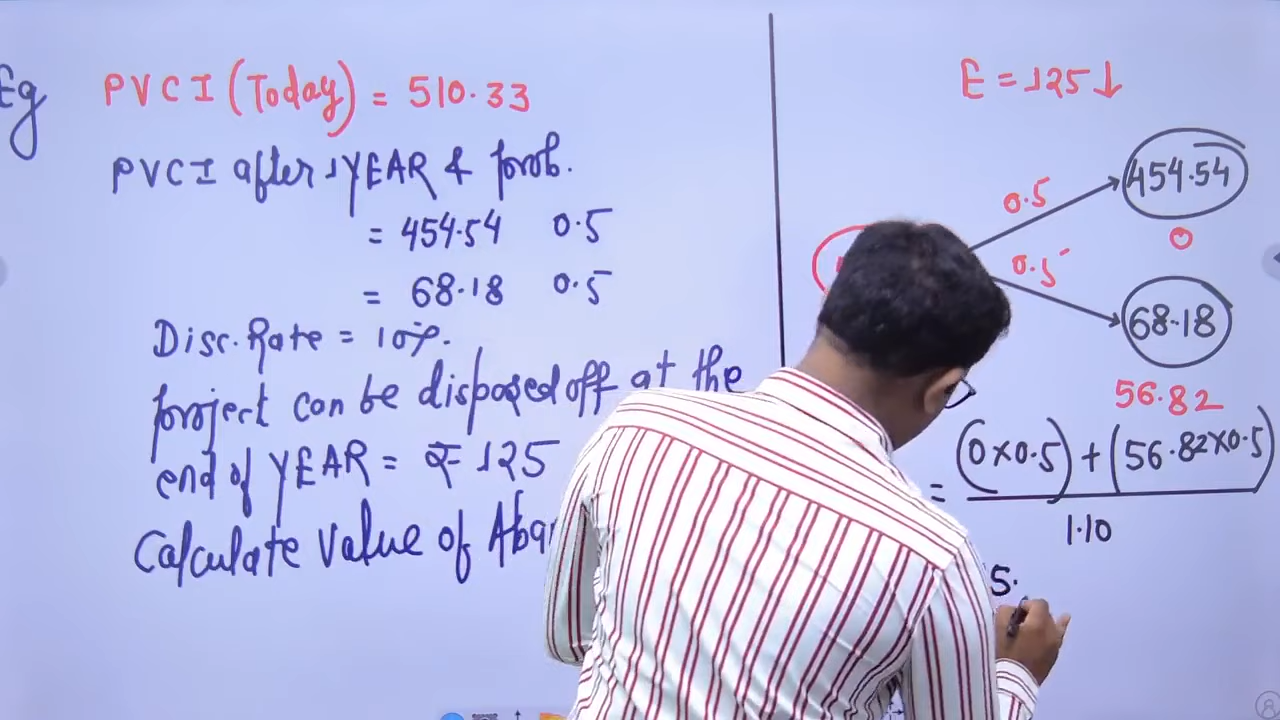 Eg
PVCI (Today) = 510.33
PVCI after 1 YEAR & prob.
= 454.54 0.5
= 68.18 0.5
Disc. Rate = 10%.
project can be disposed off at the
end of YEAR = ₹ 125
Calculate Value of
E = 125 ↓
0.5
454.54
0
0.5
68.18
56.82
= (0 x 0.5) + (56.82 x 0.5)
1.10
5.